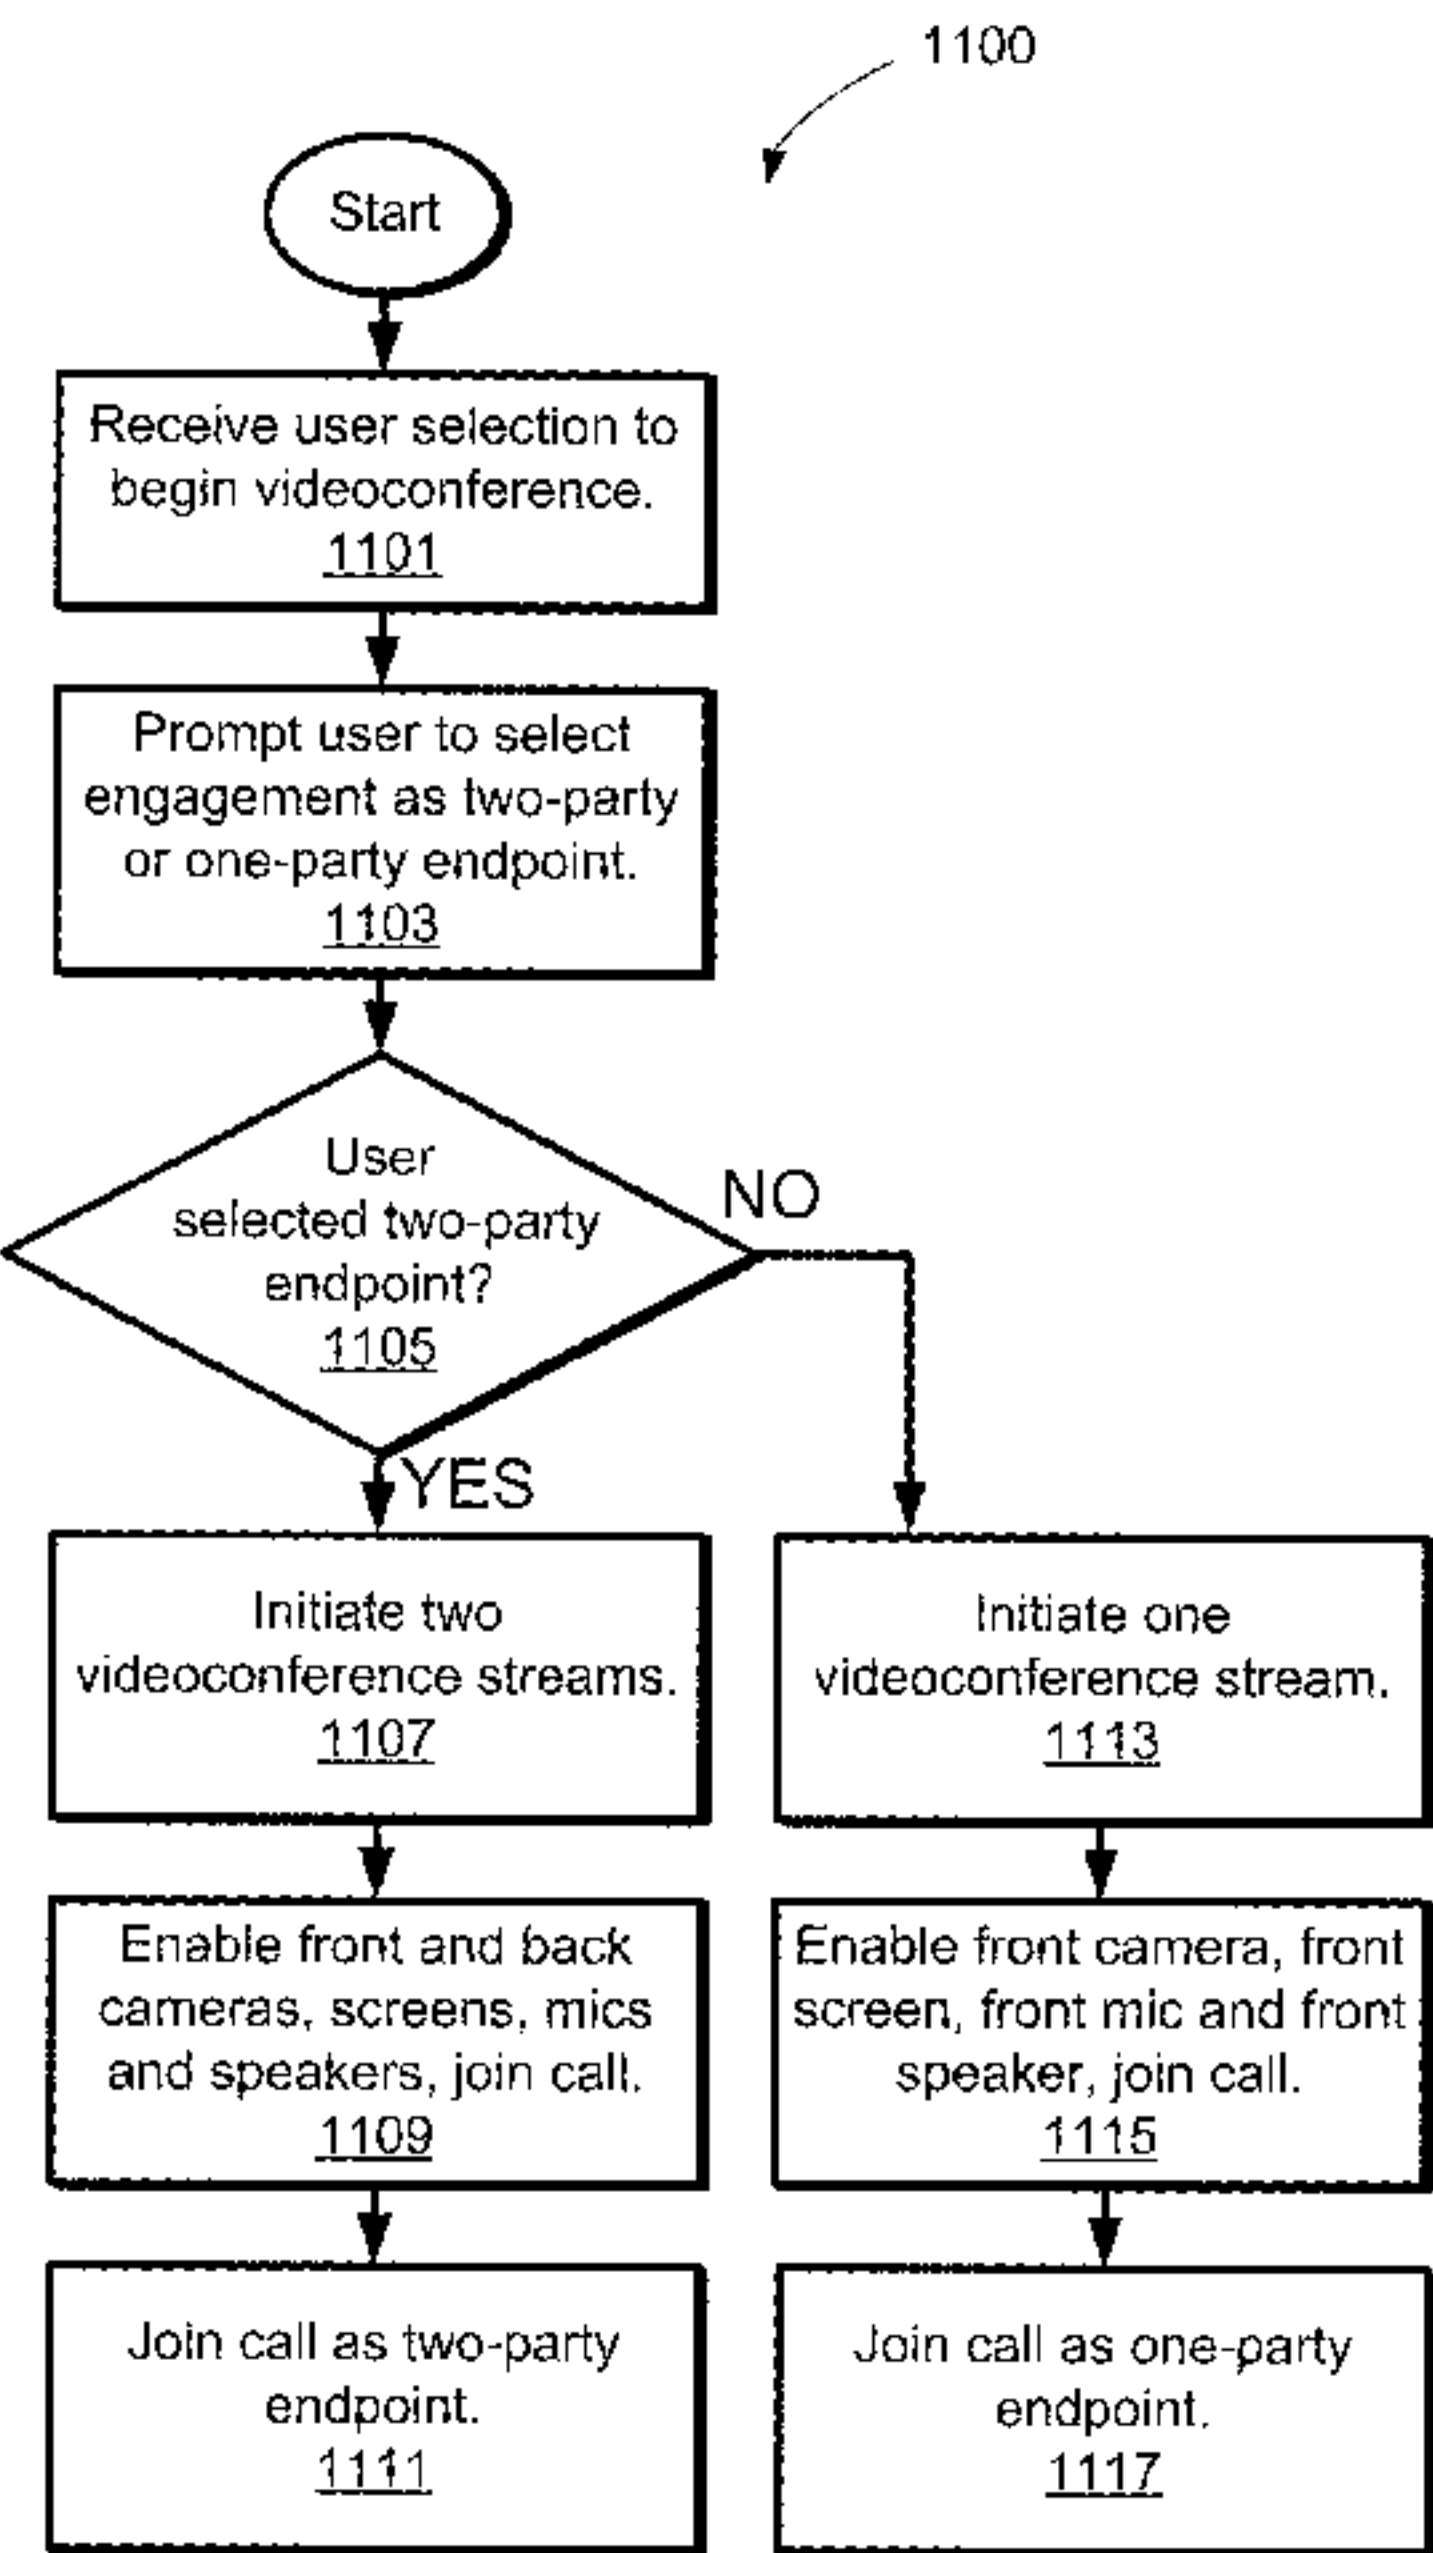 1100
Start
Receive user selection to
begin videoconference.
1101
Prompt user to select
engagement as two-party
or one-party endpoint.
1103
User
selected two-party
endpoint?
1105
NO
YES
Initiate two
videoconference streams.
1107
Initiate one
videoconference stream.
1113
Enable front and back
cameras, screens, mics
and speakers, join call.
1109
Enable front camera, front
screen, front mic and front
speaker, join call.
1115
Join call as two-party
endpoint.
1111
Join call as one-party
endpoint.
1117